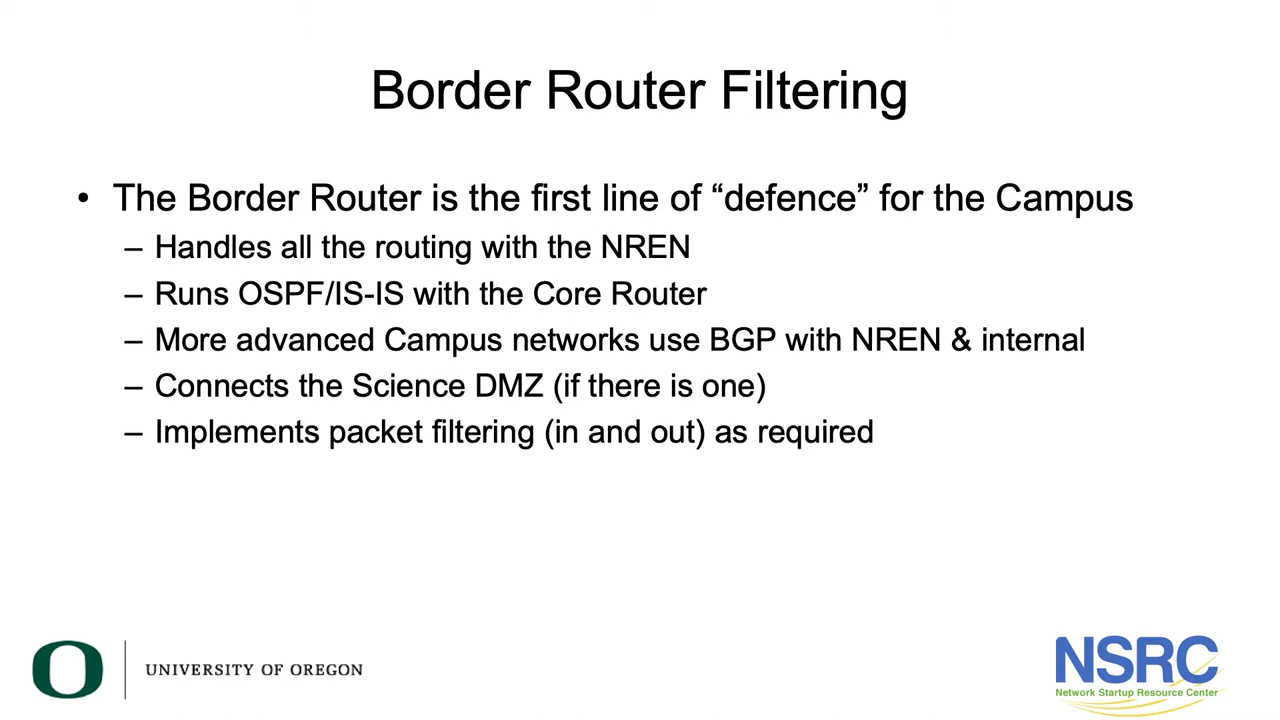 Border Router Filtering
• The Border Router is the first line of “defence” for the Campus
– Handles all the routing with the NREN
– Runs OSPF/IS-IS with the Core Router
– More advanced Campus networks use BGP with NREN & internal
– Connects the Science DMZ (if there is one)
– Implements packet filtering (in and out) as required
O
UNIVERSITY OF OREGON
NSRC
Network Startup Resource Center